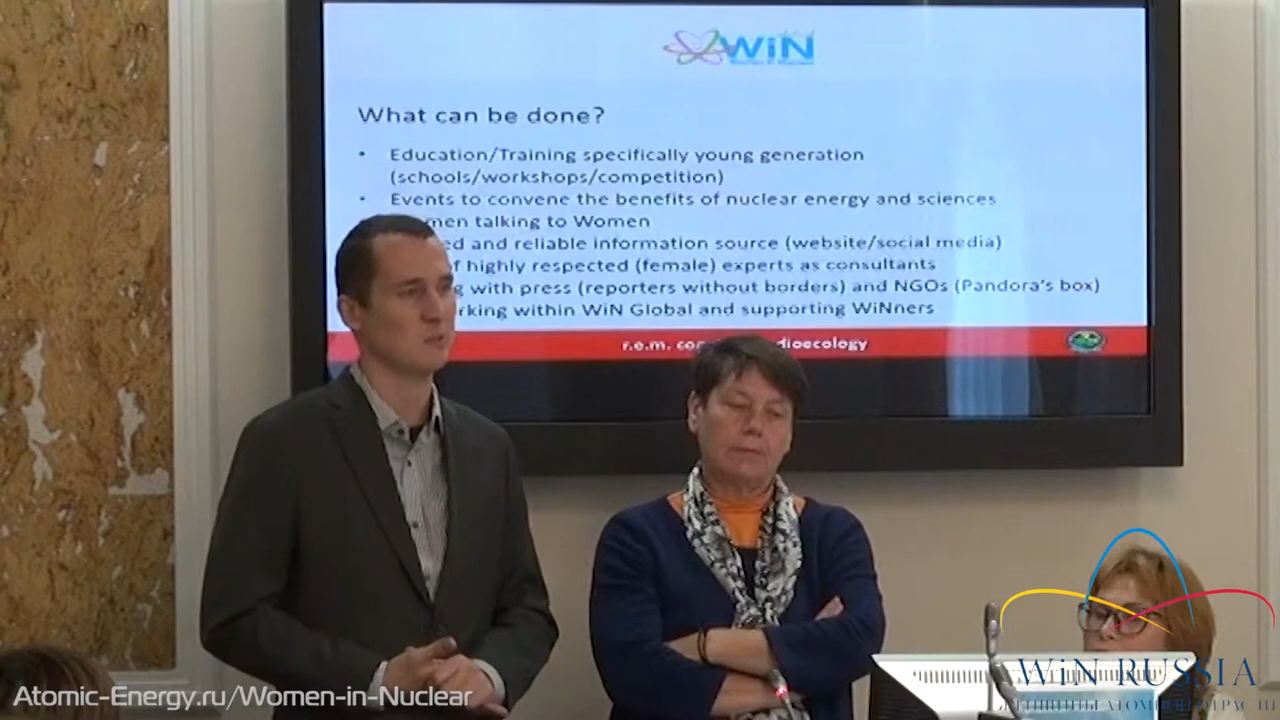 WiN
What can be done?
• Education/Training specifically young generation
(schools/workshops/competition)
• Events to convene the benefits of nuclear energy and sciences
men talking to Women
ed and reliable information source (website/social media)
f highly respected (female) experts as consultants
g with press (reporters without borders) and NGOs (Pandora's box)
rking within WiN Global and supporting WiNners
r.e.m. co dioecology
WiN RUSSIA
Atomic-Energy.ru/Women-in-Nuclear